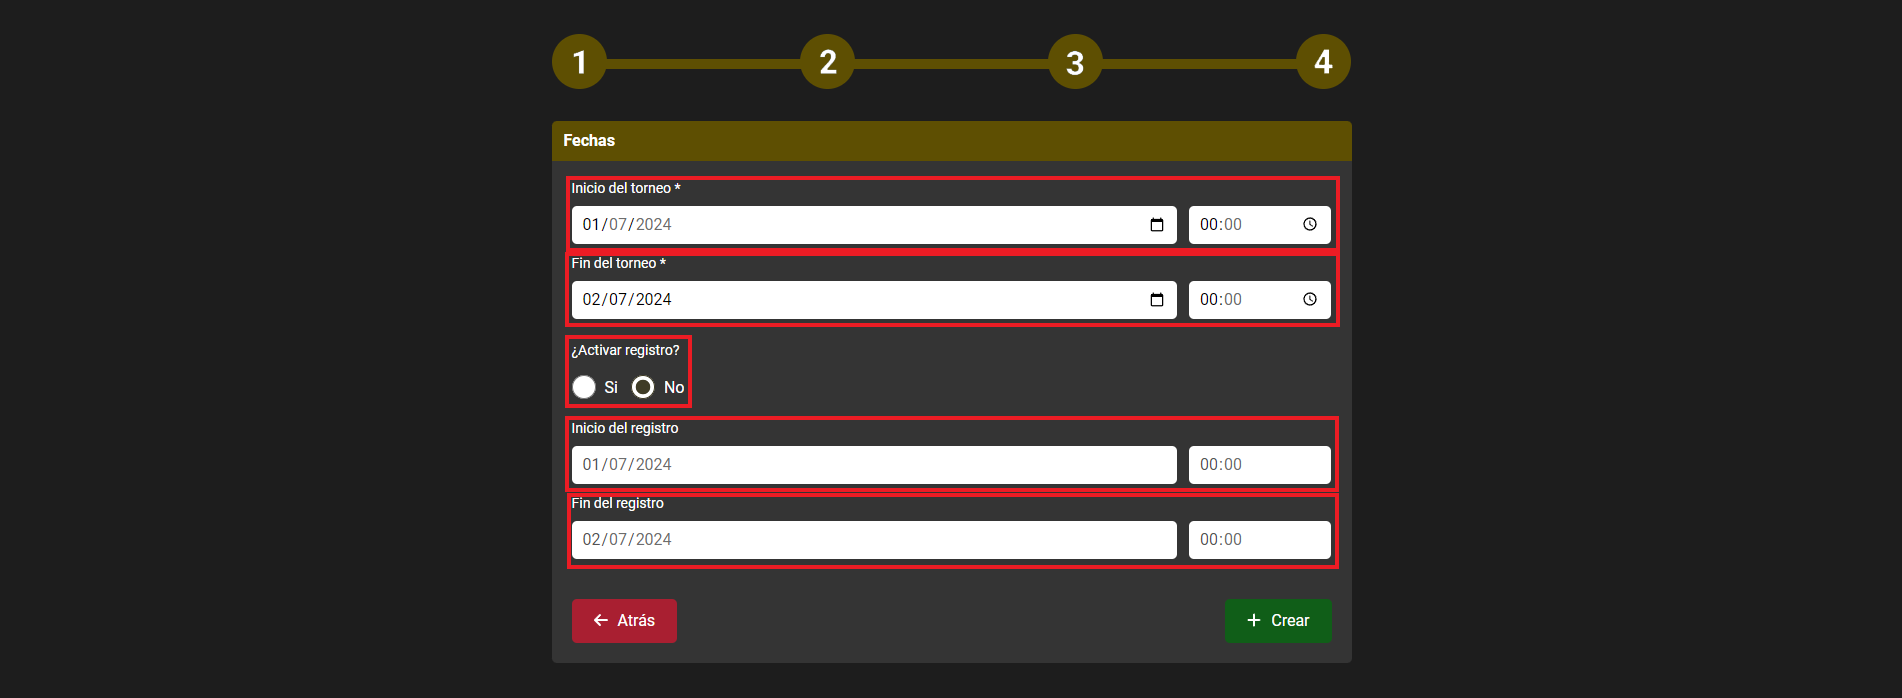 1 2 3 4
Fechas
Inicio del torneo *
01/07/2024 00:00
Fin del torneo *
02/07/2024 00:00
¿Activar registro?
Si No
Inicio del registro
01/07/2024 00:00
Fin del registro
02/07/2024 00:00
Atrás Crear